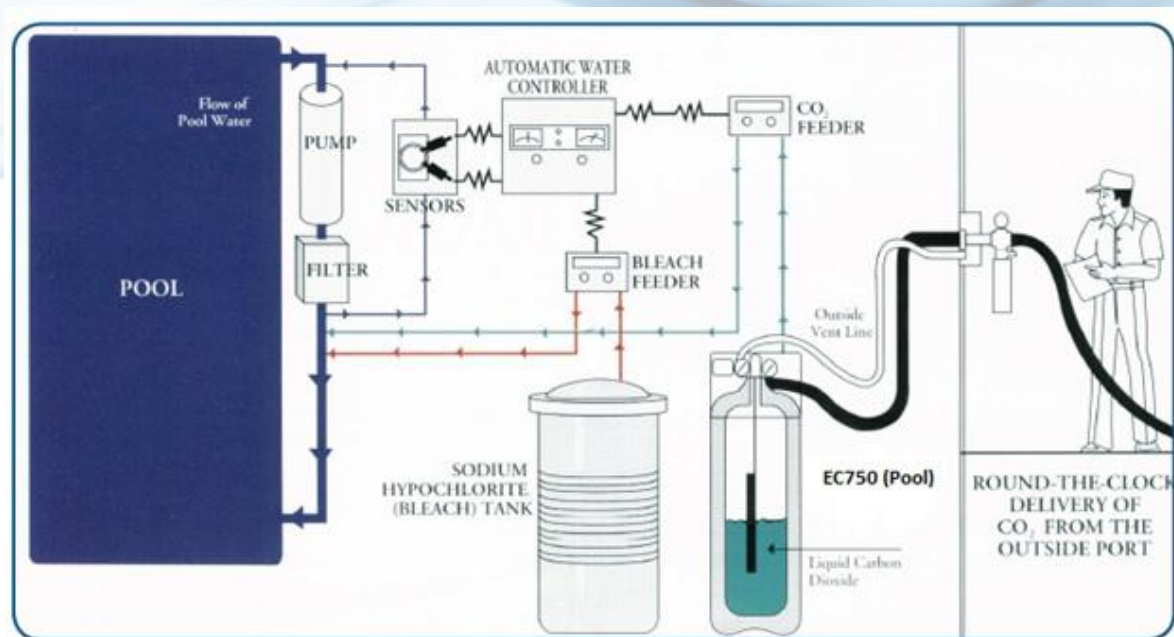 AUTOMATIC WATER
CONTROLLER
Flow of
Pool Water
PUMP
CO₂
FEEDER
SENSORS
FILTER
BLEACH
FEEDER
POOL
Outside
Vent Line
SODIUM
HYPOCHLORITE
(BLEACH) TANK
EC750 (Pool)
Liquid Carbon
Dioxide
ROUND-THE-CLOCK
DELIVERY OF
CO₂ FROM THE
OUTSIDE PORT